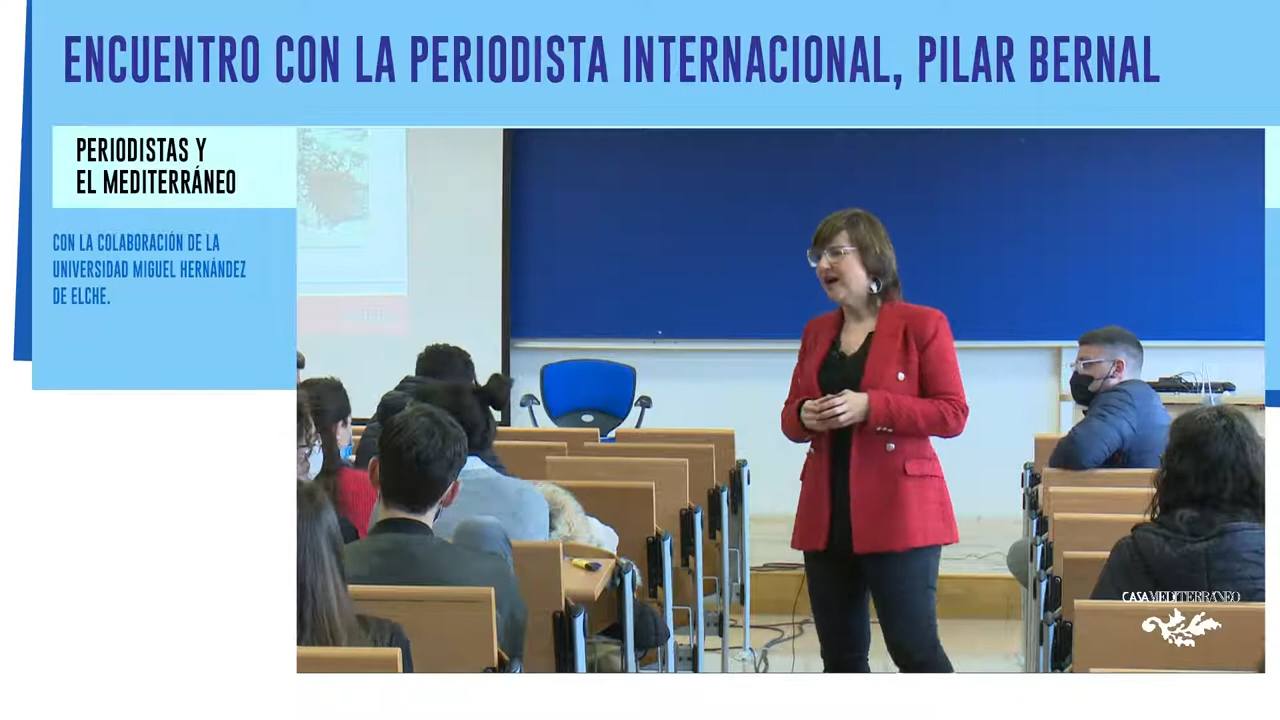 ENCUENTRO CON LA PERIODISTA INTERNACIONAL, PILAR BERNAL
PERIODISTAS Y
EL MEDITERRÁNEO
CON LA COLABORACIÓN DE LA
UNIVERSIDAD MIGUEL HERNÁNDEZ
DE ELCHE.
CASAMEDITERRÁNEO